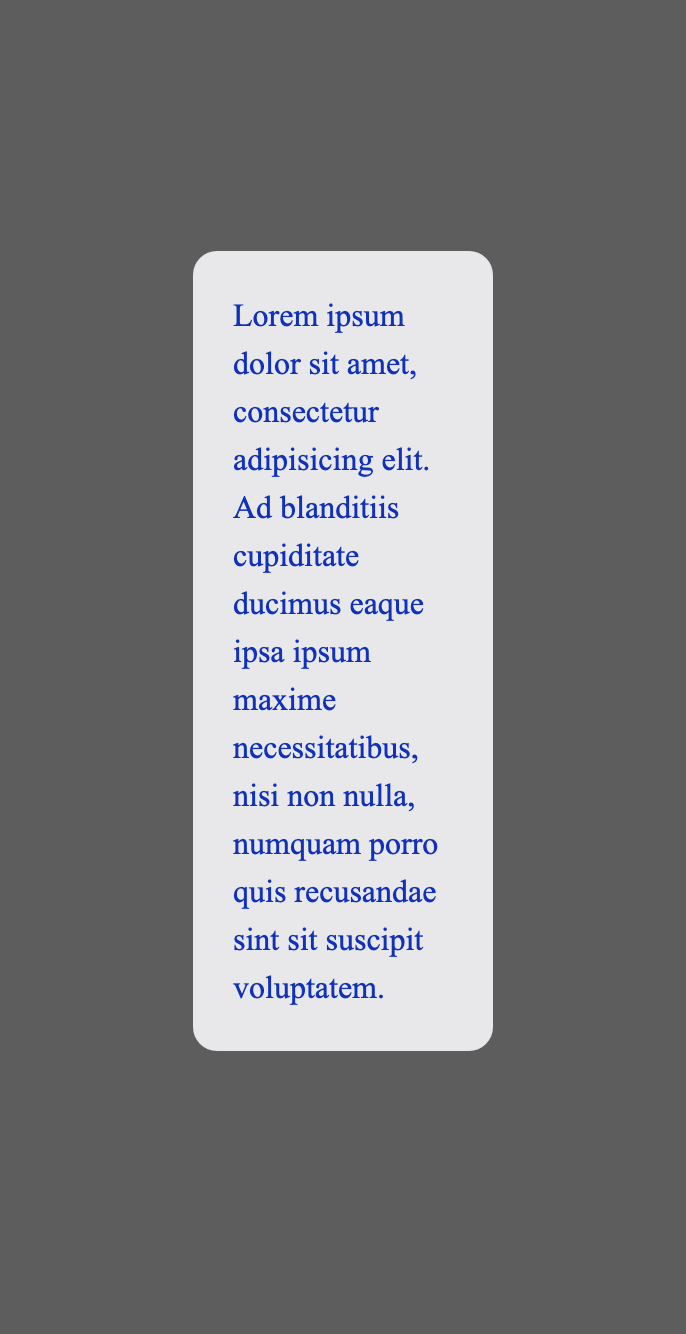 Lorem ipsum
dolor sit amet,
consectetur
adipisicing elit.
Ad blanditiis
cupiditate
ducimus eaque
ipsa ipsum
maxime
necessitatibus,
nisi non nulla,
numquam porro
quis recusandae
sint sit suscipit
voluptatem.